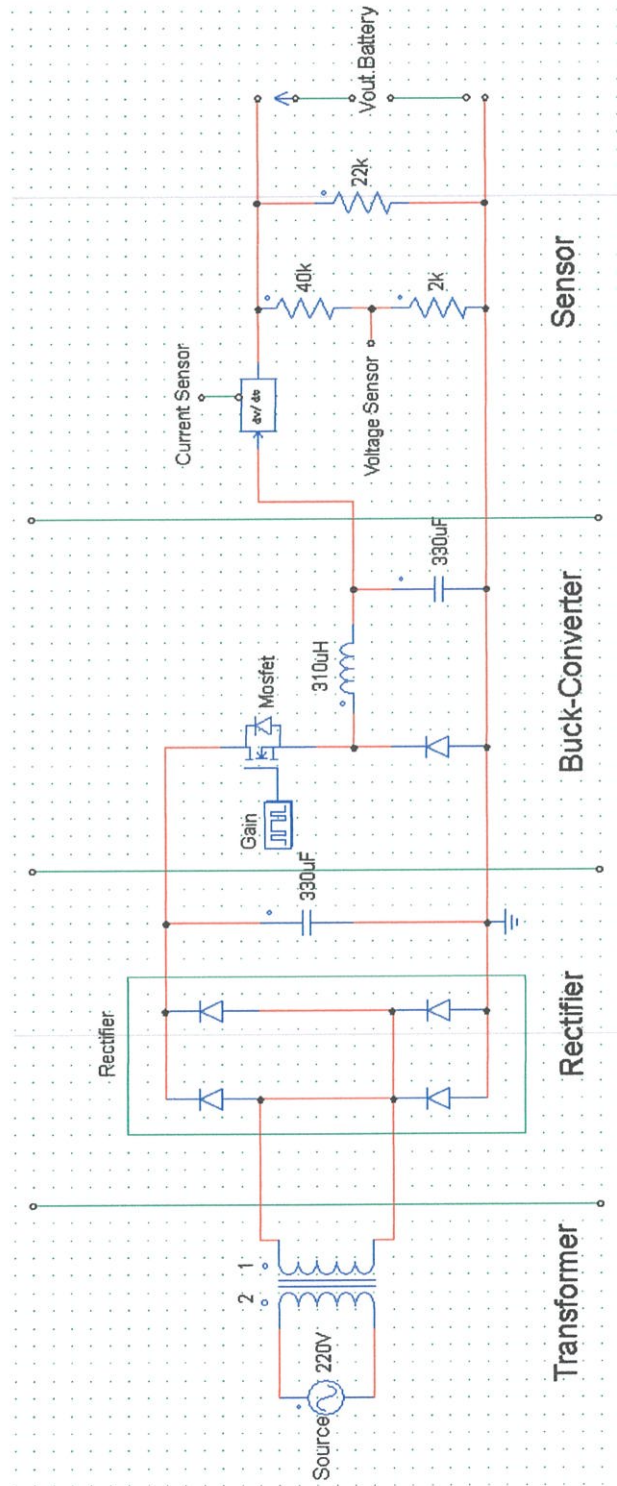 Source
220V
2
1
Transformer
Rectifier
Rectifier
330uF
Gain
Mosfet
310uH
330uF
Buck-Converter
Current Sensor
dv/dt
Voltage Sensor
40k
2k
22k
Vout.Battery
Sensor